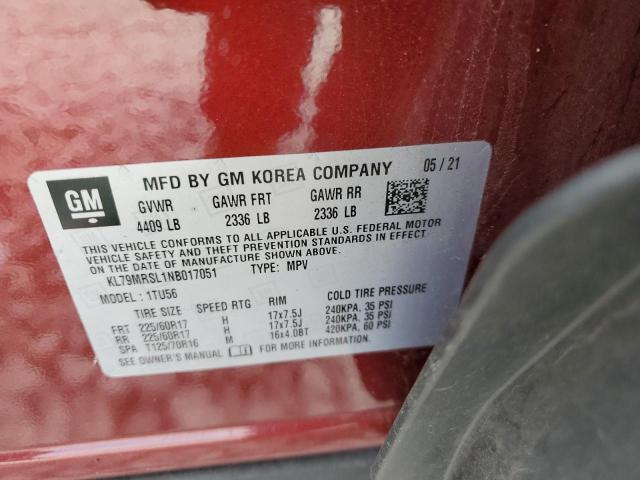 GM
MFD BY GM KOREA COMPANY 05/21
GVWR GAWR FRT GAWR RR
4409 LB 2336 LB 2336 LB
THIS VEHICLE CONFORMS TO ALL APPLICABLE U.S. FEDERAL MOTOR
VEHICLE SAFETY AND THEFT PREVENTION STANDARDS IN EFFECT
ON THE DATE OF MANUFACTURE SHOWN ABOVE.
KL79MRSL1NB017051 TYPE: MPV
MODEL: 1TU56
TIRE SIZE SPEED RTG RIM COLD TIRE PRESSURE
FRT 225/60R17 H 17x7.5J 240KPA, 35 PSI
RR 225/60R17 H 17x7.5J 240KPA, 35 PSI
SPA T125/70R16 M 16x4.0BT 420KPA, 60 PSI
SEE OWNER'S MANUAL FOR MORE INFORMATION.